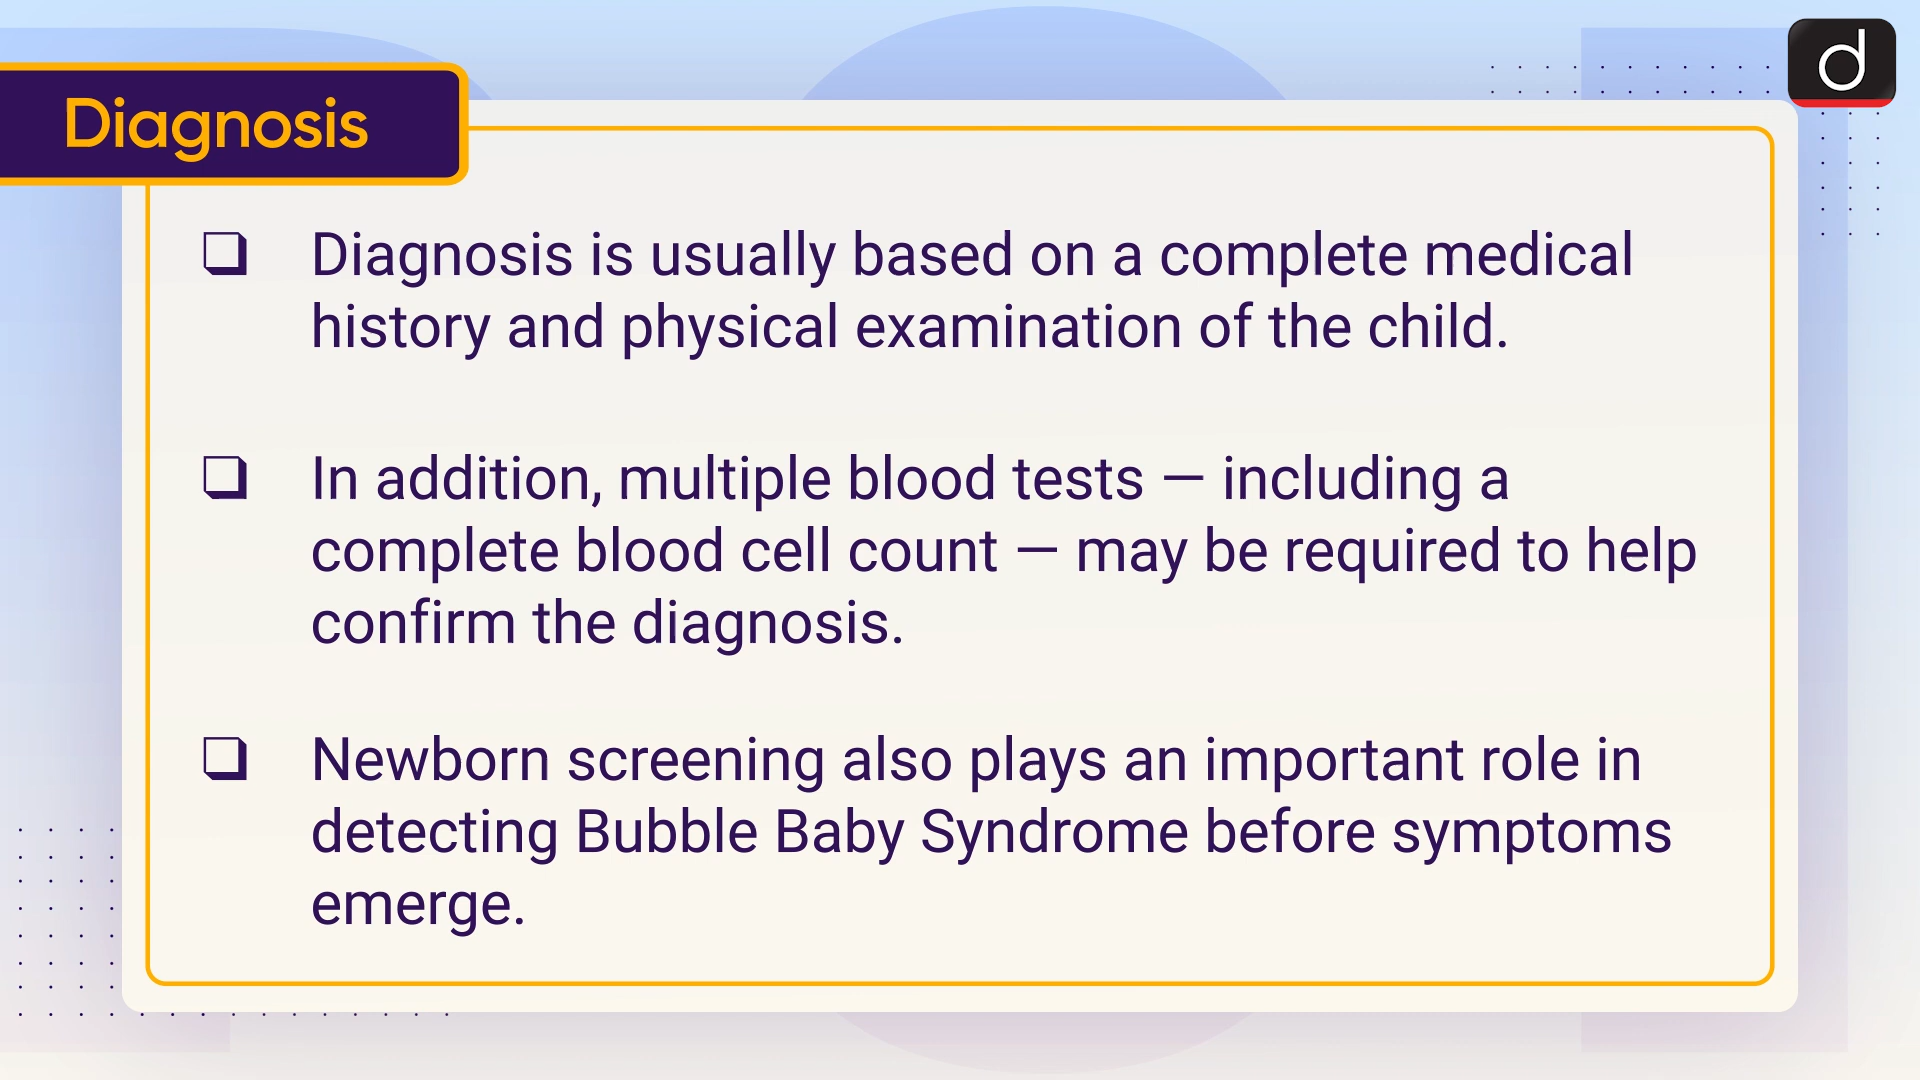 d
Diagnosis
❑ Diagnosis is usually based on a complete medical
history and physical examination of the child.
❑ In addition, multiple blood tests — including a
complete blood cell count — may be required to help
confirm the diagnosis.
❑ Newborn screening also plays an important role in
detecting Bubble Baby Syndrome before symptoms
emerge.